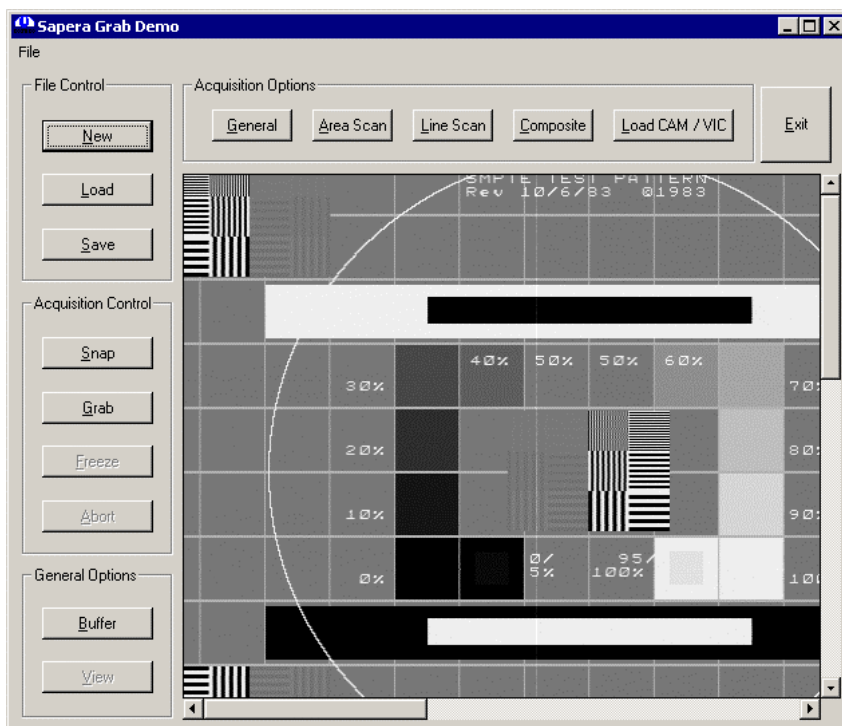 Sapera Grab Demo
File
File Control
New
Load
Save
Acquisition Options
General
Area Scan
Line Scan
Composite
Load CAM / VIC
Exit
Acquisition Control
Snap
Grab
Freeze
Abort
General Options
Buffer
View
SMPTE TEST PATTERN
Rev 10/6/83 ©1983
40% 50% 50% 60%
30% 70%
20% 80%
10% 90%
0/ 95/
5% 100%
0% 100